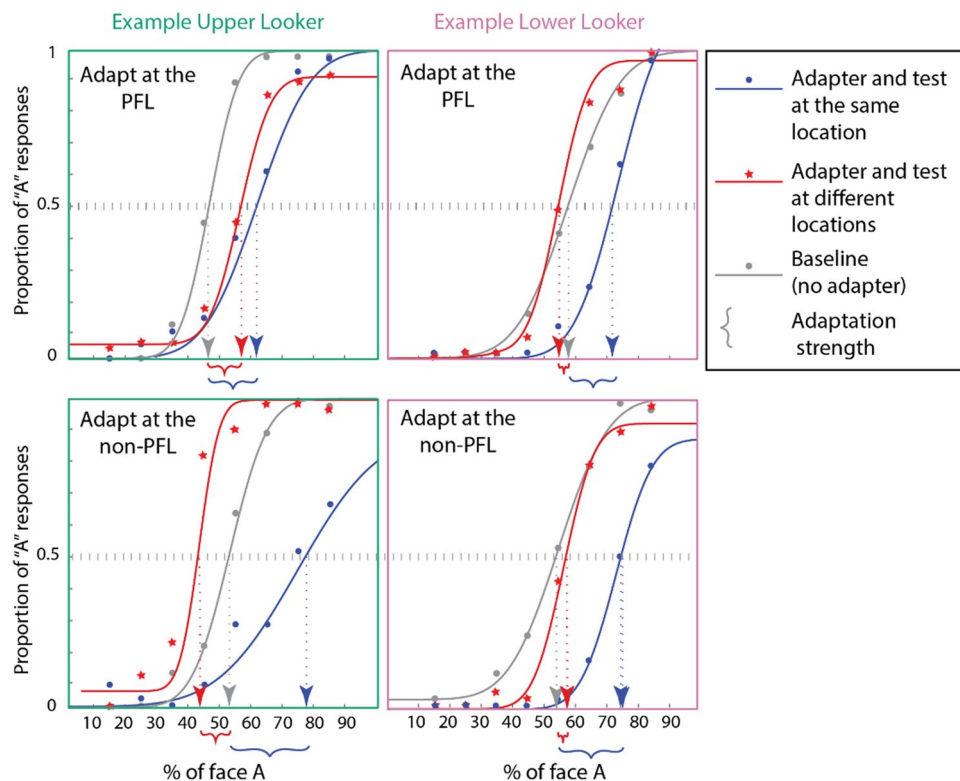 Example Upper Looker
Example Lower Looker
Proportion of "A" responses
1
0.5
0
Adapt at the
PFL
Adapt at the
PFL
Adapter and test
at the same
location
Adapter and test
at different
locations
Baseline
(no adapter)
Adaptation
strength
Proportion of "A" responses
0.5
0
Adapt at the
non-PFL
Adapt at the
non-PFL
10 20 30 40 50 60 70 80 90
10 20 30 40 50 60 70 80 90
% of face A
% of face A